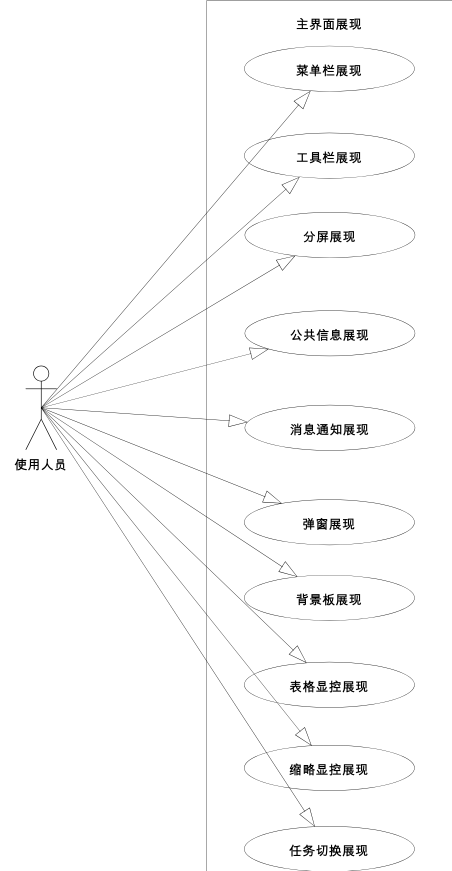 主界面展现
菜单栏展现
工具栏展现
分屏展现
公共信息展现
消息通知展现
使用人员
弹窗展现
背景板展现
表格显控展现
缩略显控展现
任务切换展现